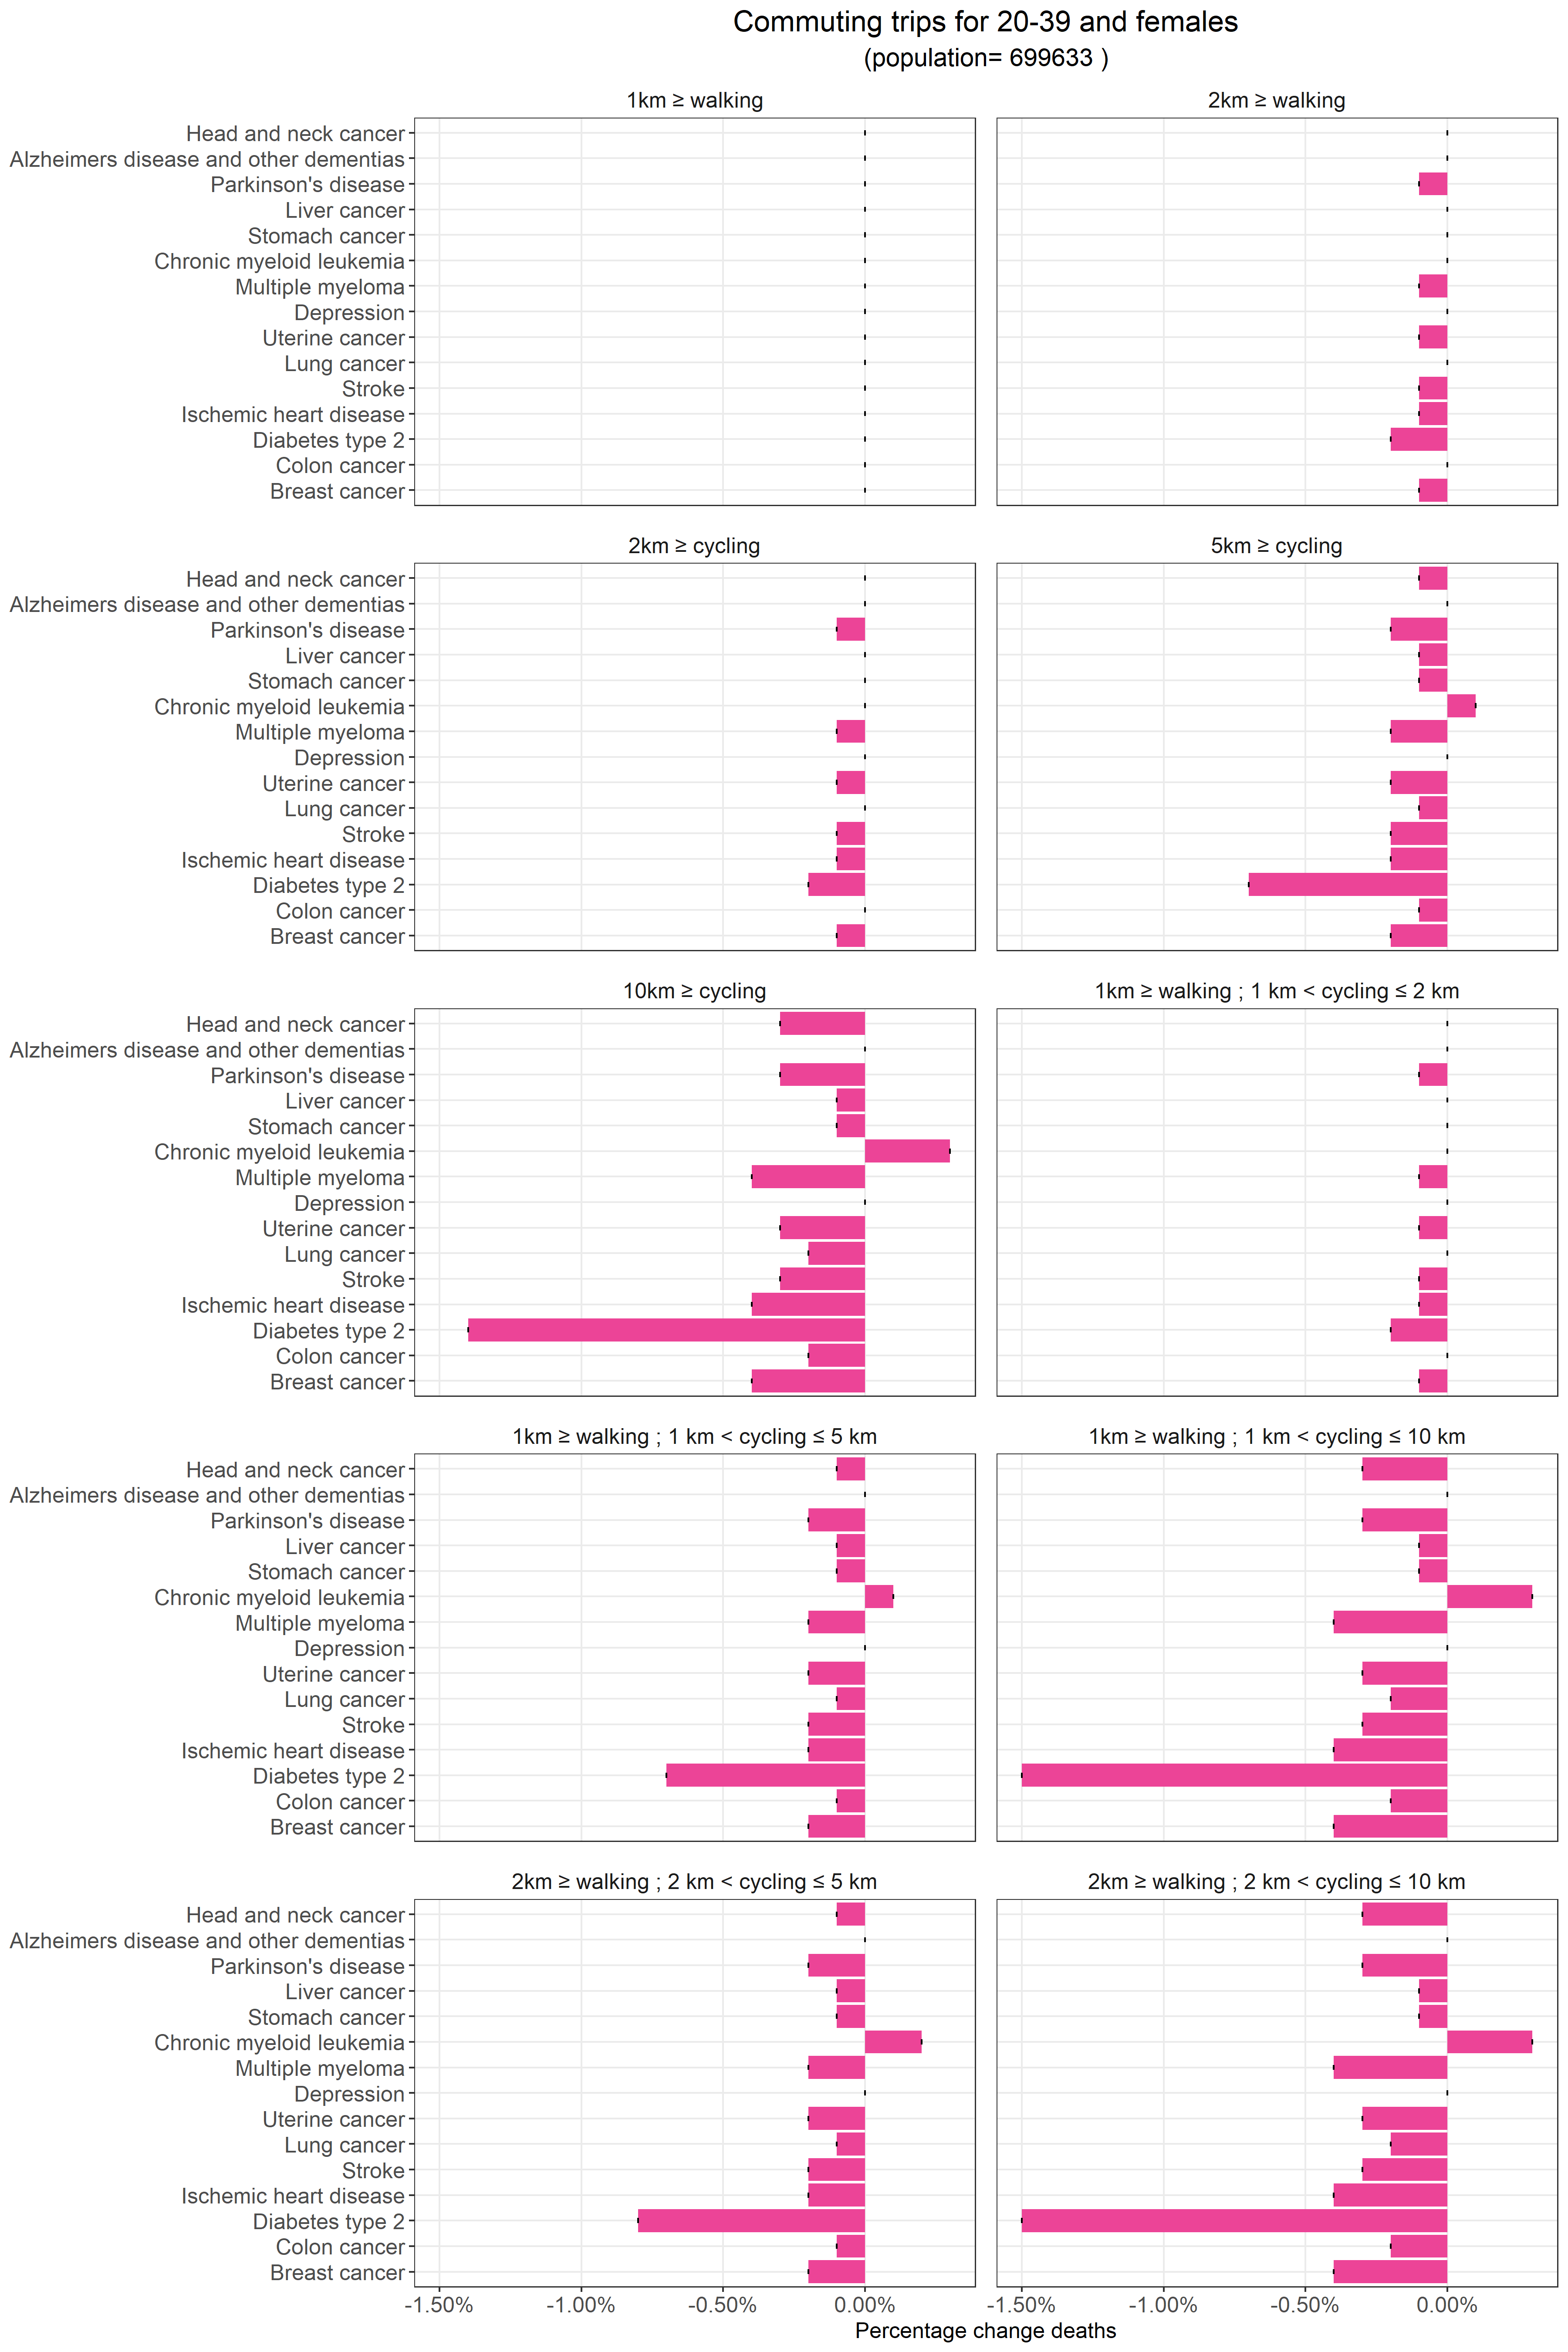 Commuting trips for 20-39 and females
(population= 699633 )
1km ≥ walking
2km ≥ walking
Head and neck cancer
Alzheimers disease and other dementias
Parkinson's disease
Liver cancer
Stomach cancer
Chronic myeloid leukemia
Multiple myeloma
Depression
Uterine cancer
Lung cancer
Stroke
Ischemic heart disease
Diabetes type 2
Colon cancer
Breast cancer
2km ≥ cycling
5km ≥ cycling
Head and neck cancer
Alzheimers disease and other dementias
Parkinson's disease
Liver cancer
Stomach cancer
Chronic myeloid leukemia
Multiple myeloma
Depression
Uterine cancer
Lung cancer
Stroke
Ischemic heart disease
Diabetes type 2
Colon cancer
Breast cancer
10km ≥ cycling
1km ≥ walking ; 1 km < cycling ≤ 2 km
Head and neck cancer
Alzheimers disease and other dementias
Parkinson's disease
Liver cancer
Stomach cancer
Chronic myeloid leukemia
Multiple myeloma
Depression
Uterine cancer
Lung cancer
Stroke
Ischemic heart disease
Diabetes type 2
Colon cancer
Breast cancer
1km ≥ walking ; 1 km < cycling ≤ 5 km
1km ≥ walking ; 1 km < cycling ≤ 10 km
Head and neck cancer
Alzheimers disease and other dementias
Parkinson's disease
Liver cancer
Stomach cancer
Chronic myeloid leukemia
Multiple myeloma
Depression
Uterine cancer
Lung cancer
Stroke
Ischemic heart disease
Diabetes type 2
Colon cancer
Breast cancer
2km ≥ walking ; 2 km < cycling ≤ 5 km
2km ≥ walking ; 2 km < cycling ≤ 10 km
Head and neck cancer
Alzheimers disease and other dementias
Parkinson's disease
Liver cancer
Stomach cancer
Chronic myeloid leukemia
Multiple myeloma
Depression
Uterine cancer
Lung cancer
Stroke
Ischemic heart disease
Diabetes type 2
Colon cancer
Breast cancer
-1.50% -1.00% -0.50% 0.00% -1.50% -1.00% -0.50% 0.00%
Percentage change deaths